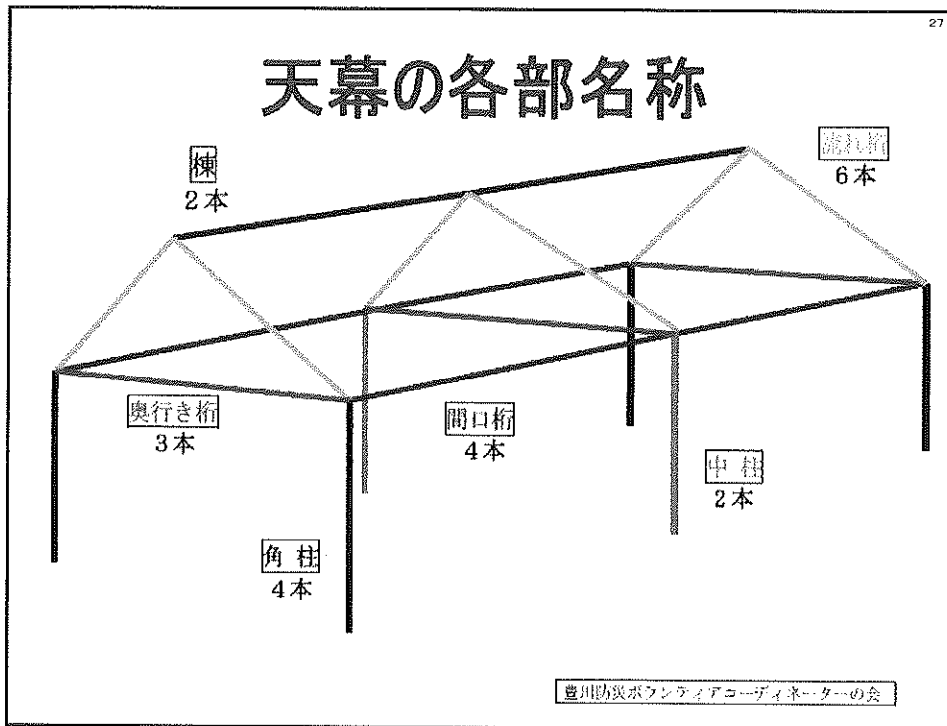 27
天幕の各部名称
棟
2本
流れ桁
6本
奥行き桁
3本
間口桁
4本
中 柱
2本
角 柱
4本
豊川防災ボランティアコーディネーターの会